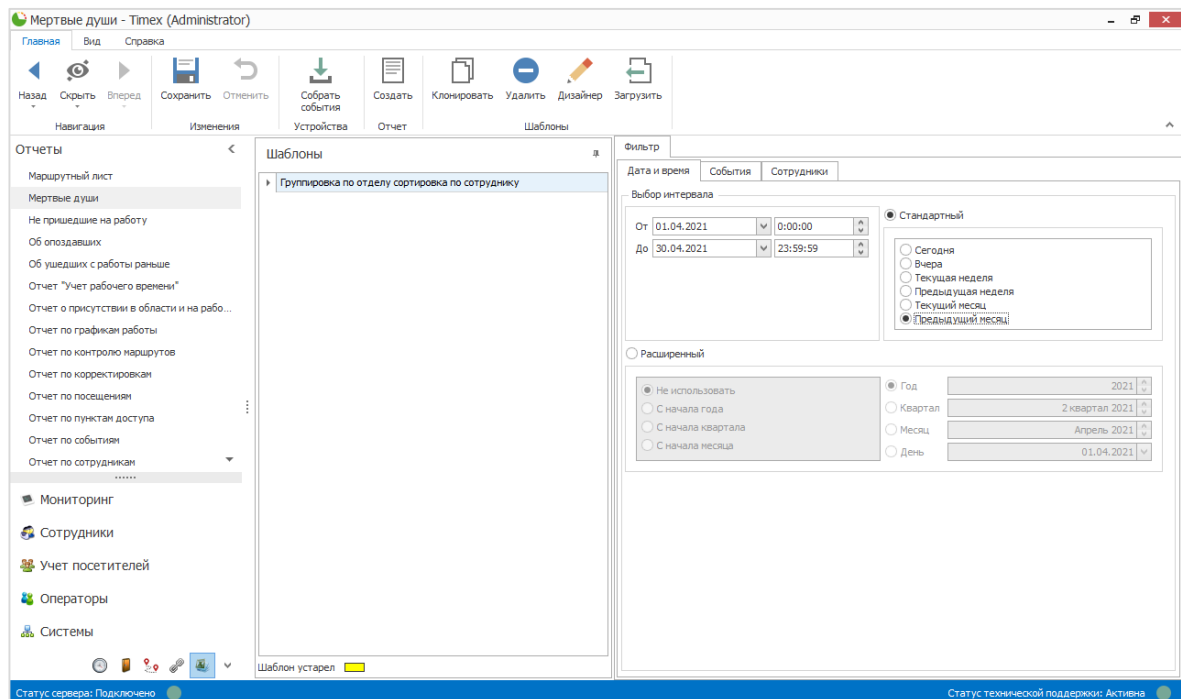 Мертвые души - Timex (Administrator)
Главная Вид Справка
Назад Скрыть Вперед Сохранить Отменить Собрать события Создать Клонировать Удалить Дизайнер Загрузить
Навигация Изменения Устройства Отчет Шаблоны
Отчеты
Маршрутный лист
Мертвые души
Не пришедшие на работу
Об опоздавших
Об ушедших с работы раньше
Отчет "Учет рабочего времени"
Отчет о присутствии в области и на рабо...
Отчет по графикам работы
Отчет по контролю маршрутов
Отчет по корректировкам
Отчет по посещениям
Отчет по пунктам доступа
Отчет по событиям
Отчет по сотрудникам
Мониторинг
Сотрудники
Учет посетителей
Операторы
Системы
Шаблоны
Группировка по отделу сортировка по сотруднику
Шаблон устарел
Фильтр
Дата и время События Сотрудники
Выбор интервала
От 01.04.2021 0:00:00
До 30.04.2021 23:59:59
Стандартный
Сегодня
Вчера
Текущая неделя
Предыдущая неделя
Текущий месяц
Предыдущий месяц
Расширенный
Не использовать
С начала года
С начала квартала
С начала месяца
Год 2021
Квартал 2 квартал 2021
Месяц Апрель 2021
День 01.04.2021
Статус сервера: Подключено
Статус технической поддержки: Активна